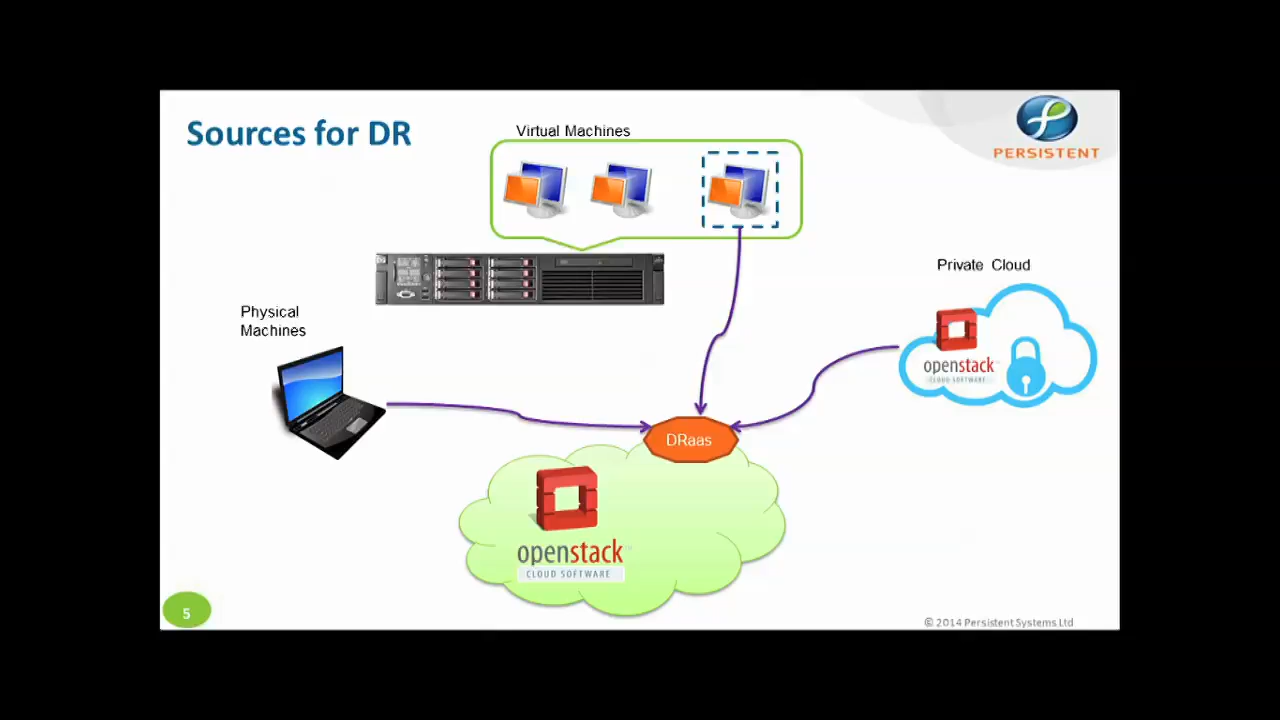 Sources for DR
Virtual Machines
PERSISTENT
Private Cloud
Physical
Machines
openstack
CLOUD SOFTWARE
DRaas
openstack
CLOUD SOFTWARE
5
© 2014 Persistent Systems Ltd